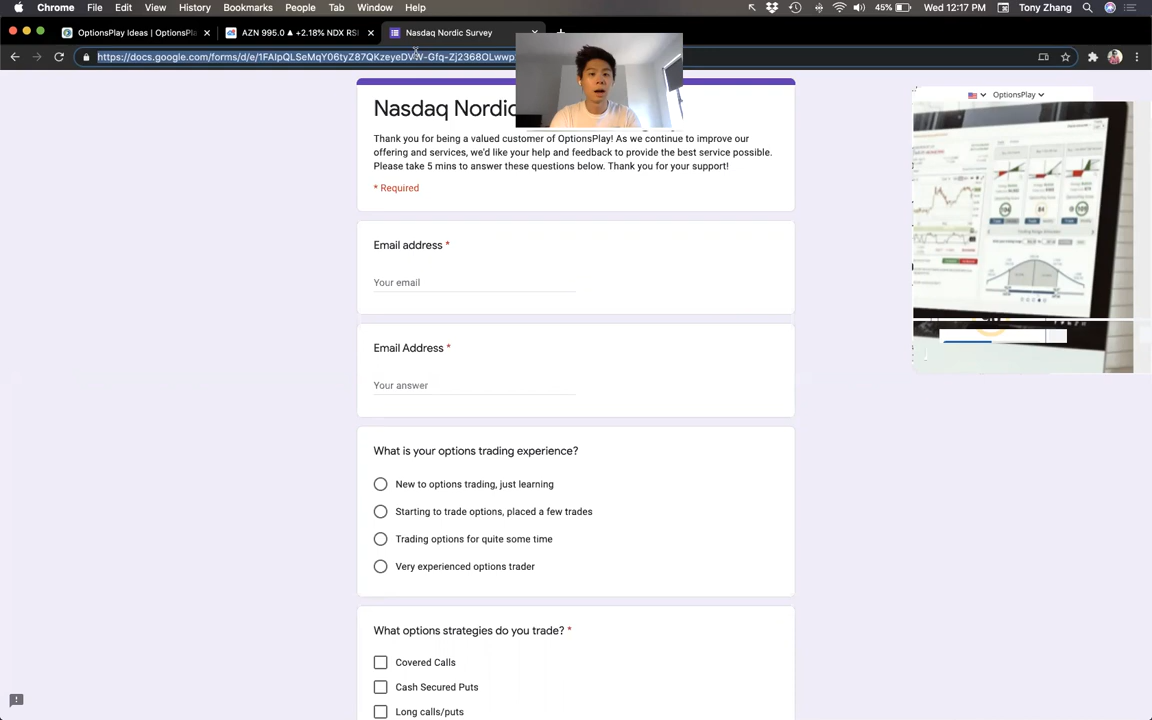 Chrome File Edit View History Bookmarks People Tab Window Help 45% Wed 12:17 PM Tony Zhang
OptionsPlay Ideas | OptionsPl
AZN 995.0 ▲ +2.18% NDX RSI
Nasdaq Nordic Survey
https://docs.google.com/forms/d/e/
Nasdaq Nordic
Thank you for being a valued customer of OptionsPlay! As we continue to improve our
offering and services, we'd like your help and feedback to provide the best service possible.
Please take 5 mins to answer these questions below. Thank you for your support!
* Required
Email address *
Your email
Email Address *
Your answer
What is your options trading experience?
New to options trading, just learning
Starting to trade options, placed a few trades
Trading options for quite some time
Very experienced options trader
What options strategies do you trade? *
Covered Calls
Cash Secured Puts
Long calls/puts
OptionsPlay